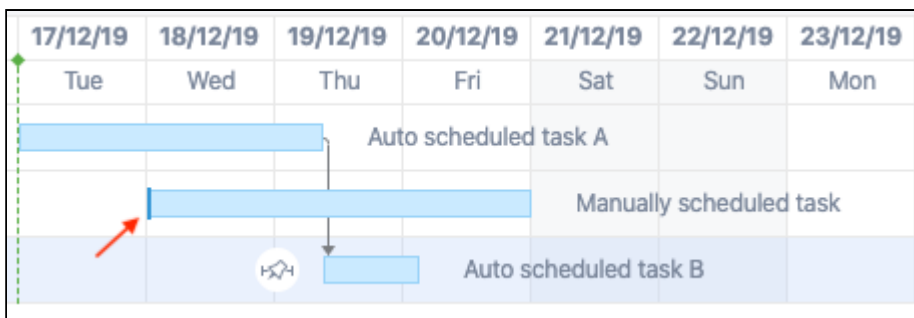 17/12/19 18/12/19 19/12/19 20/12/19 21/12/19 22/12/19 23/12/19
Tue Wed Thu Fri Sat Sun Mon
Auto scheduled task A
Manually scheduled task
Auto scheduled task B